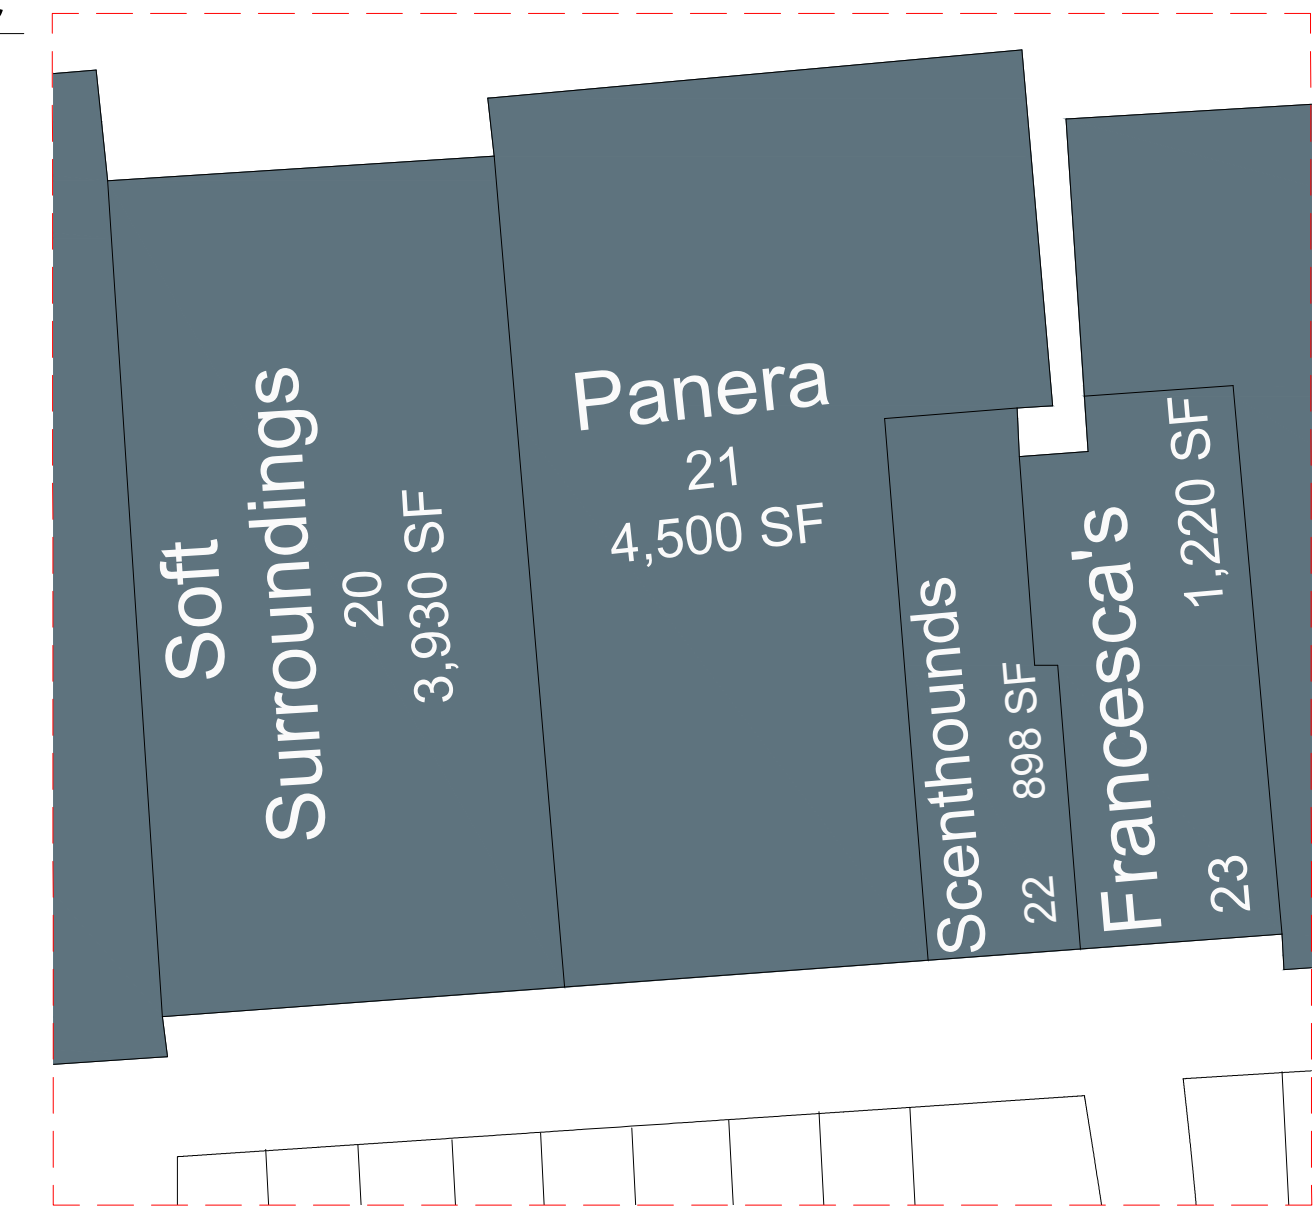 Soft
Surroundings
20
3,930 SF
Panera
21
4,500 SF
Scenthounds
22 898 SF
Francesca's
23 1,220 SF